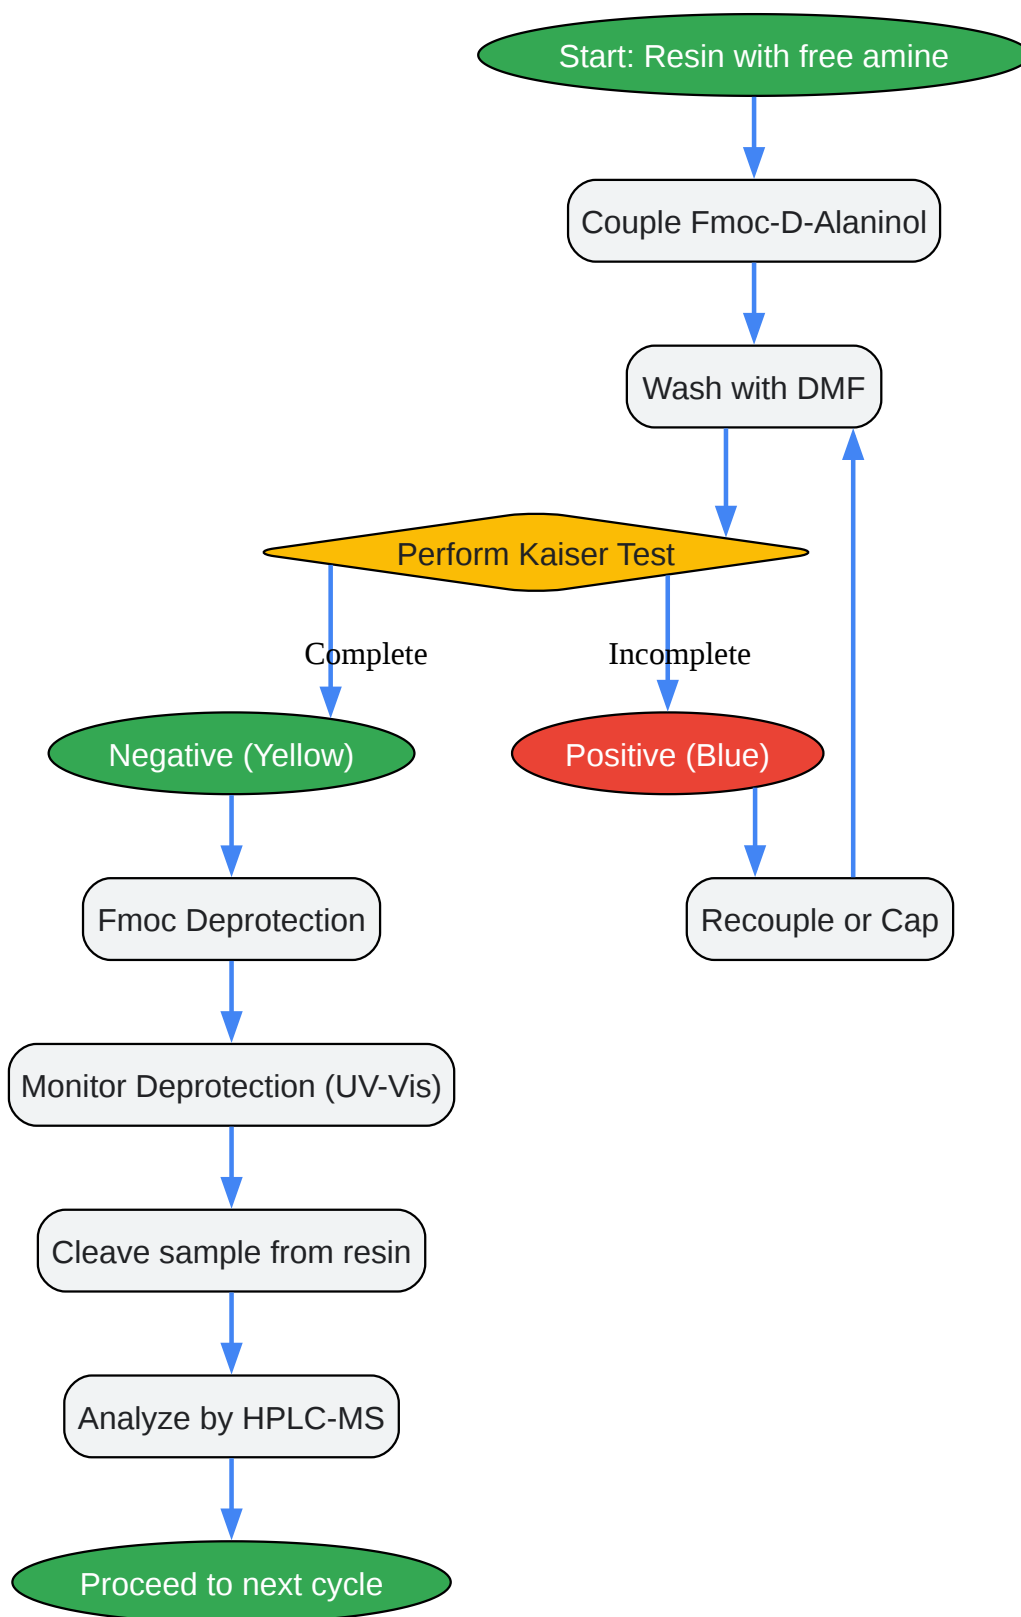 Start: Resin with free amine
Couple Fmoc-D-Alaninol
Wash with DMF
Perform Kaiser Test
Complete
Incomplete
Negative (Yellow)
Positive (Blue)
Fmoc Deprotection
Recouple or Cap
Monitor Deprotection (UV-Vis)
Cleave sample from resin
Analyze by HPLC-MS
Proceed to next cycle